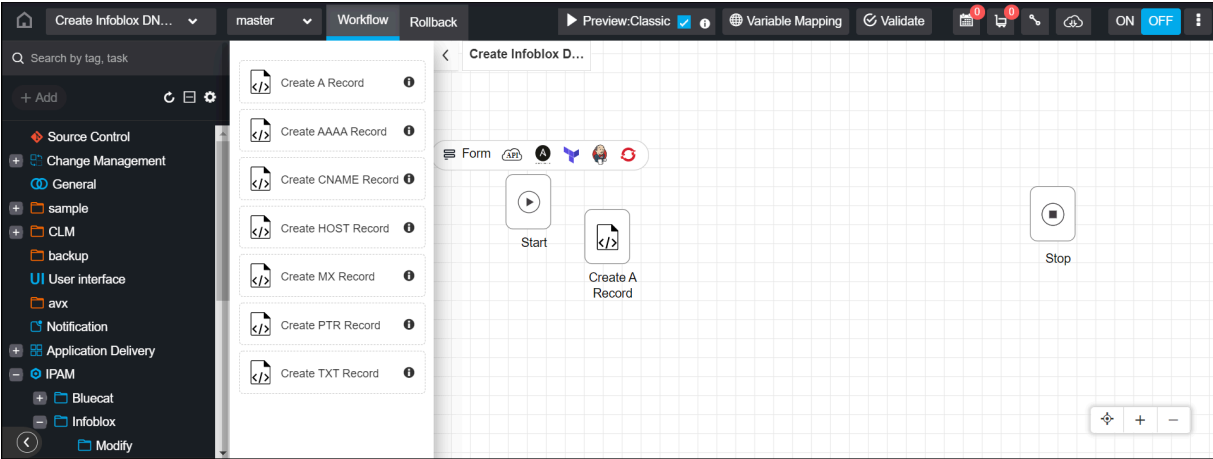 Create Infoblox DN...
master
Workflow
Rollback
Preview:Classic
Variable Mapping
Validate
0
0
ON
OFF
Search by tag, task
+ Add
Source Control
Change Management
General
sample
CLM
backup
UI User interface
avx
Notification
Application Delivery
IPAM
Bluecat
Infoblox
Modify
Create A Record
Create AAAA Record
Create CNAME Record
Create HOST Record
Create MX Record
Create PTR Record
Create TXT Record
Create Infoblox D...
Form
API
Start
Create A
Record
Stop